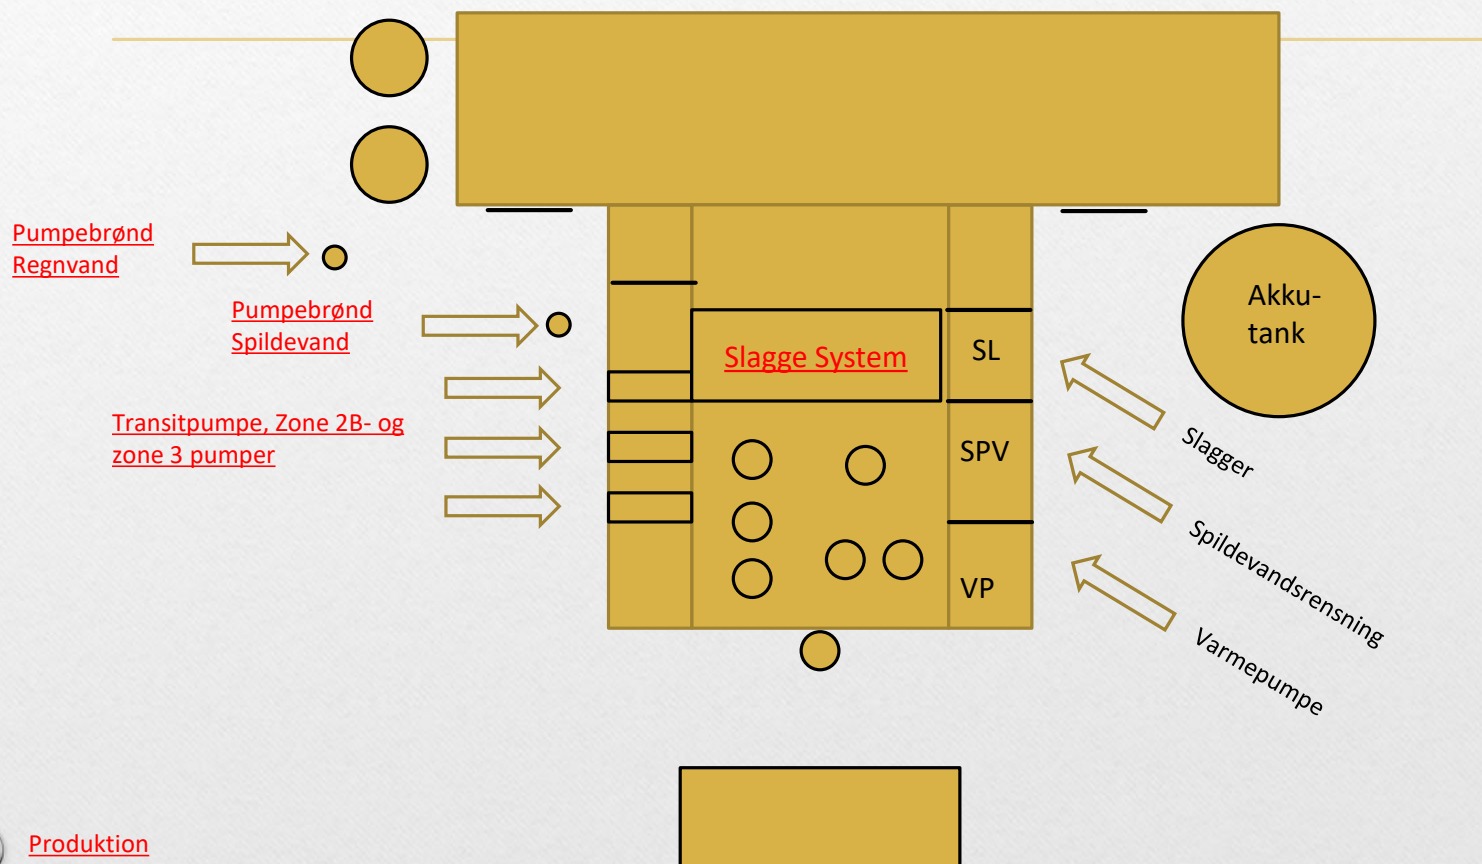 Pumpebrønd
Regnvand
Pumpebrønd
Spildevand
Transitpumpe, Zone 2B- og
zone 3 pumper
Slagge System
SL
SPV
VP
Akku-
tank
Slagger
Spildevandsrensning
Varmepumpe
Produktion